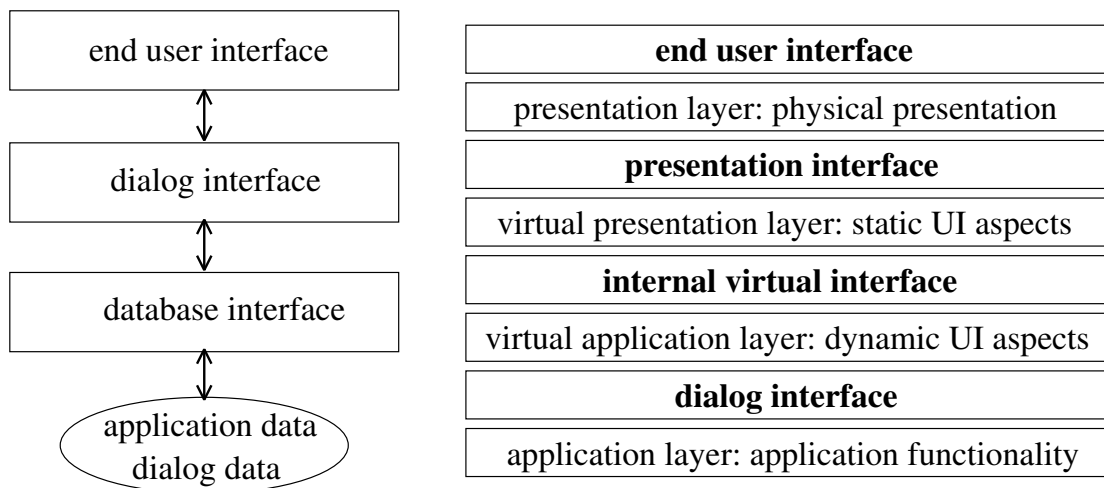 end user interface
dialog interface
database interface
application data
dialog data
end user interface
presentation layer: physical presentation
presentation interface
virtual presentation layer: static UI aspects
internal virtual interface
virtual application layer: dynamic UI aspects
dialog interface
application layer: application functionality